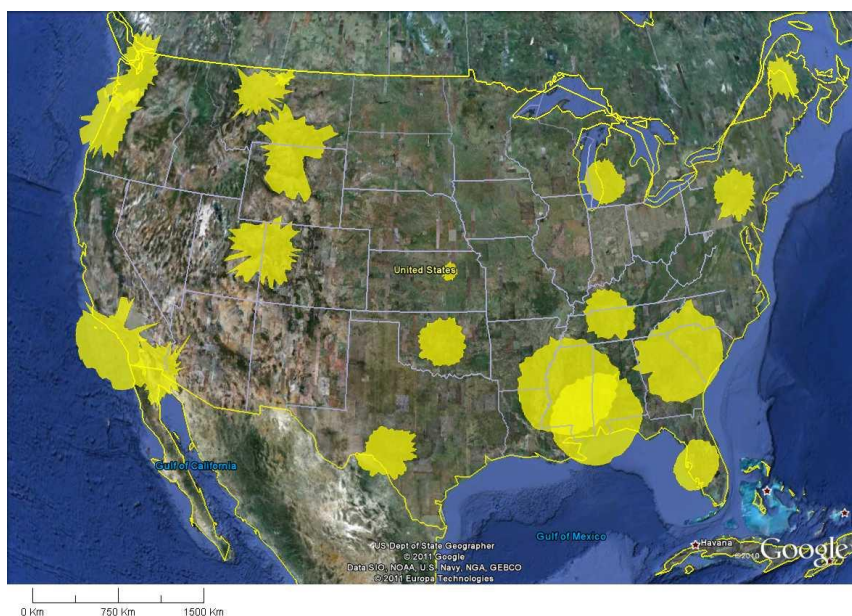 United States
Gulf of California
Gulf of Mexico
Havana
US Dept of State Geographer
© 2011 Google
Data SIO, NOAA, U.S. Navy, NGA, GEBCO
© 2011 Europa Technologies
©2010 Google
0 Km 750 Km 1500 Km